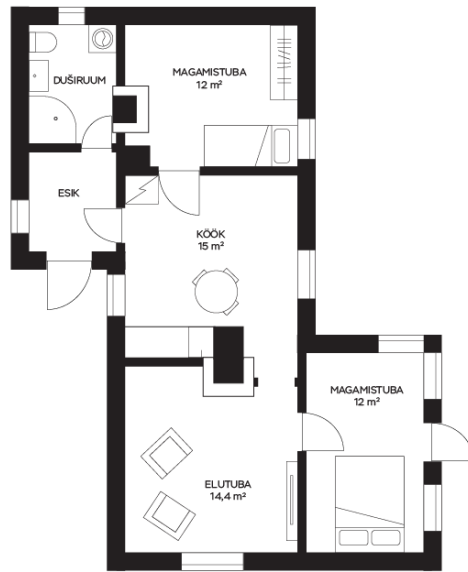 DUŠIRUUM
MAGAMISTUBA
12 m²
ESIK
KÖÖK
15 m²
MAGAMISTUBA
12 m²
ELUTUBA
14,4 m²